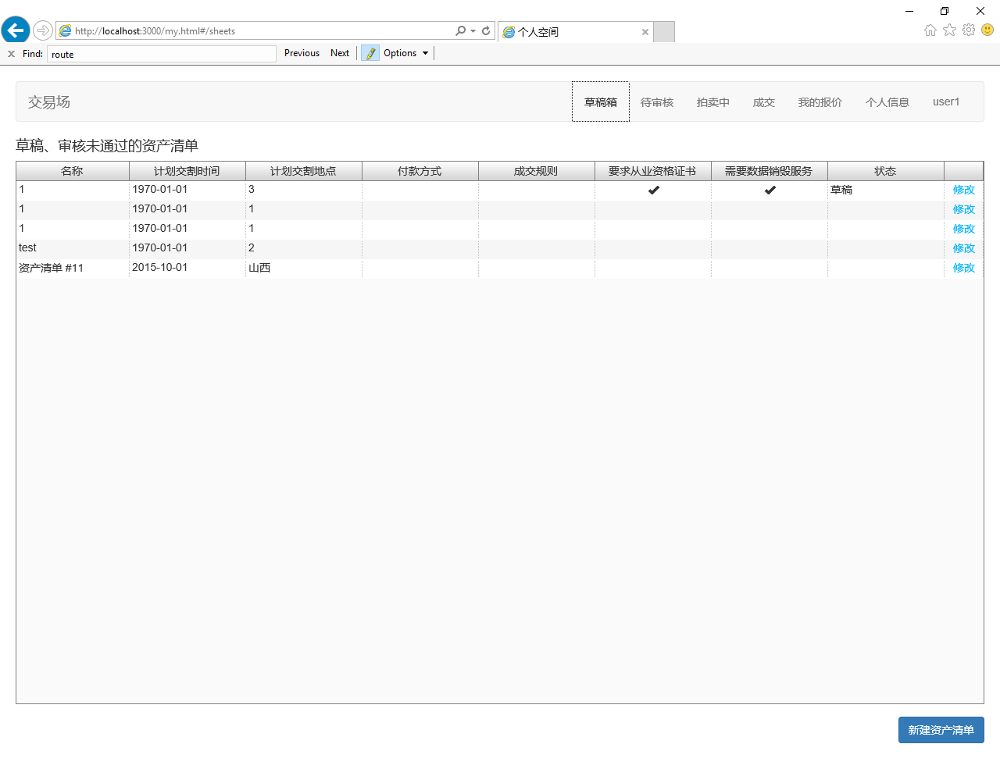 http://localhost:3000/my.html#/sheets
个人空间
Find: route Previous Next Options
交易场 草稿箱 待审核 拍卖中 成交 我的报价 个人信息 user1
草稿、审核未通过的资产清单
名称 计划交割时间 计划交割地点 付款方式 成交规则 要求从业资格证书 需要数据销毁服务 状态
1 1970-01-01 3 ✔ ✔ 草稿 修改
1 1970-01-01 1 修改
1 1970-01-01 1 修改
test 1970-01-01 2 修改
资产清单 #11 2015-10-01 山西 修改
新建资产清单